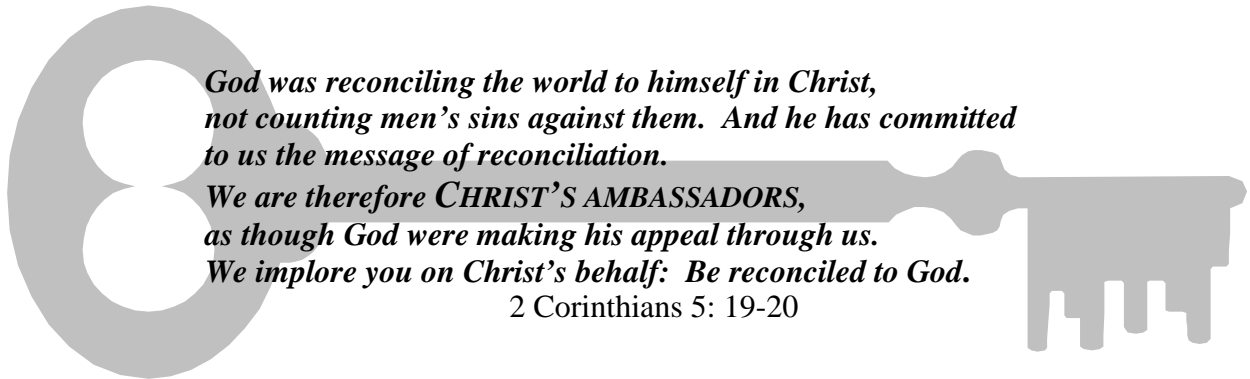 God was reconciling the world to himself in Christ,
not counting men’s sins against them.  And he has committed
to us the message of reconciliation.
We are therefore CHRIST’S AMBASSADORS,
as though God were making his appeal through us.
We implore you on Christ’s behalf:  Be reconciled to God.
2 Corinthians 5: 19-20